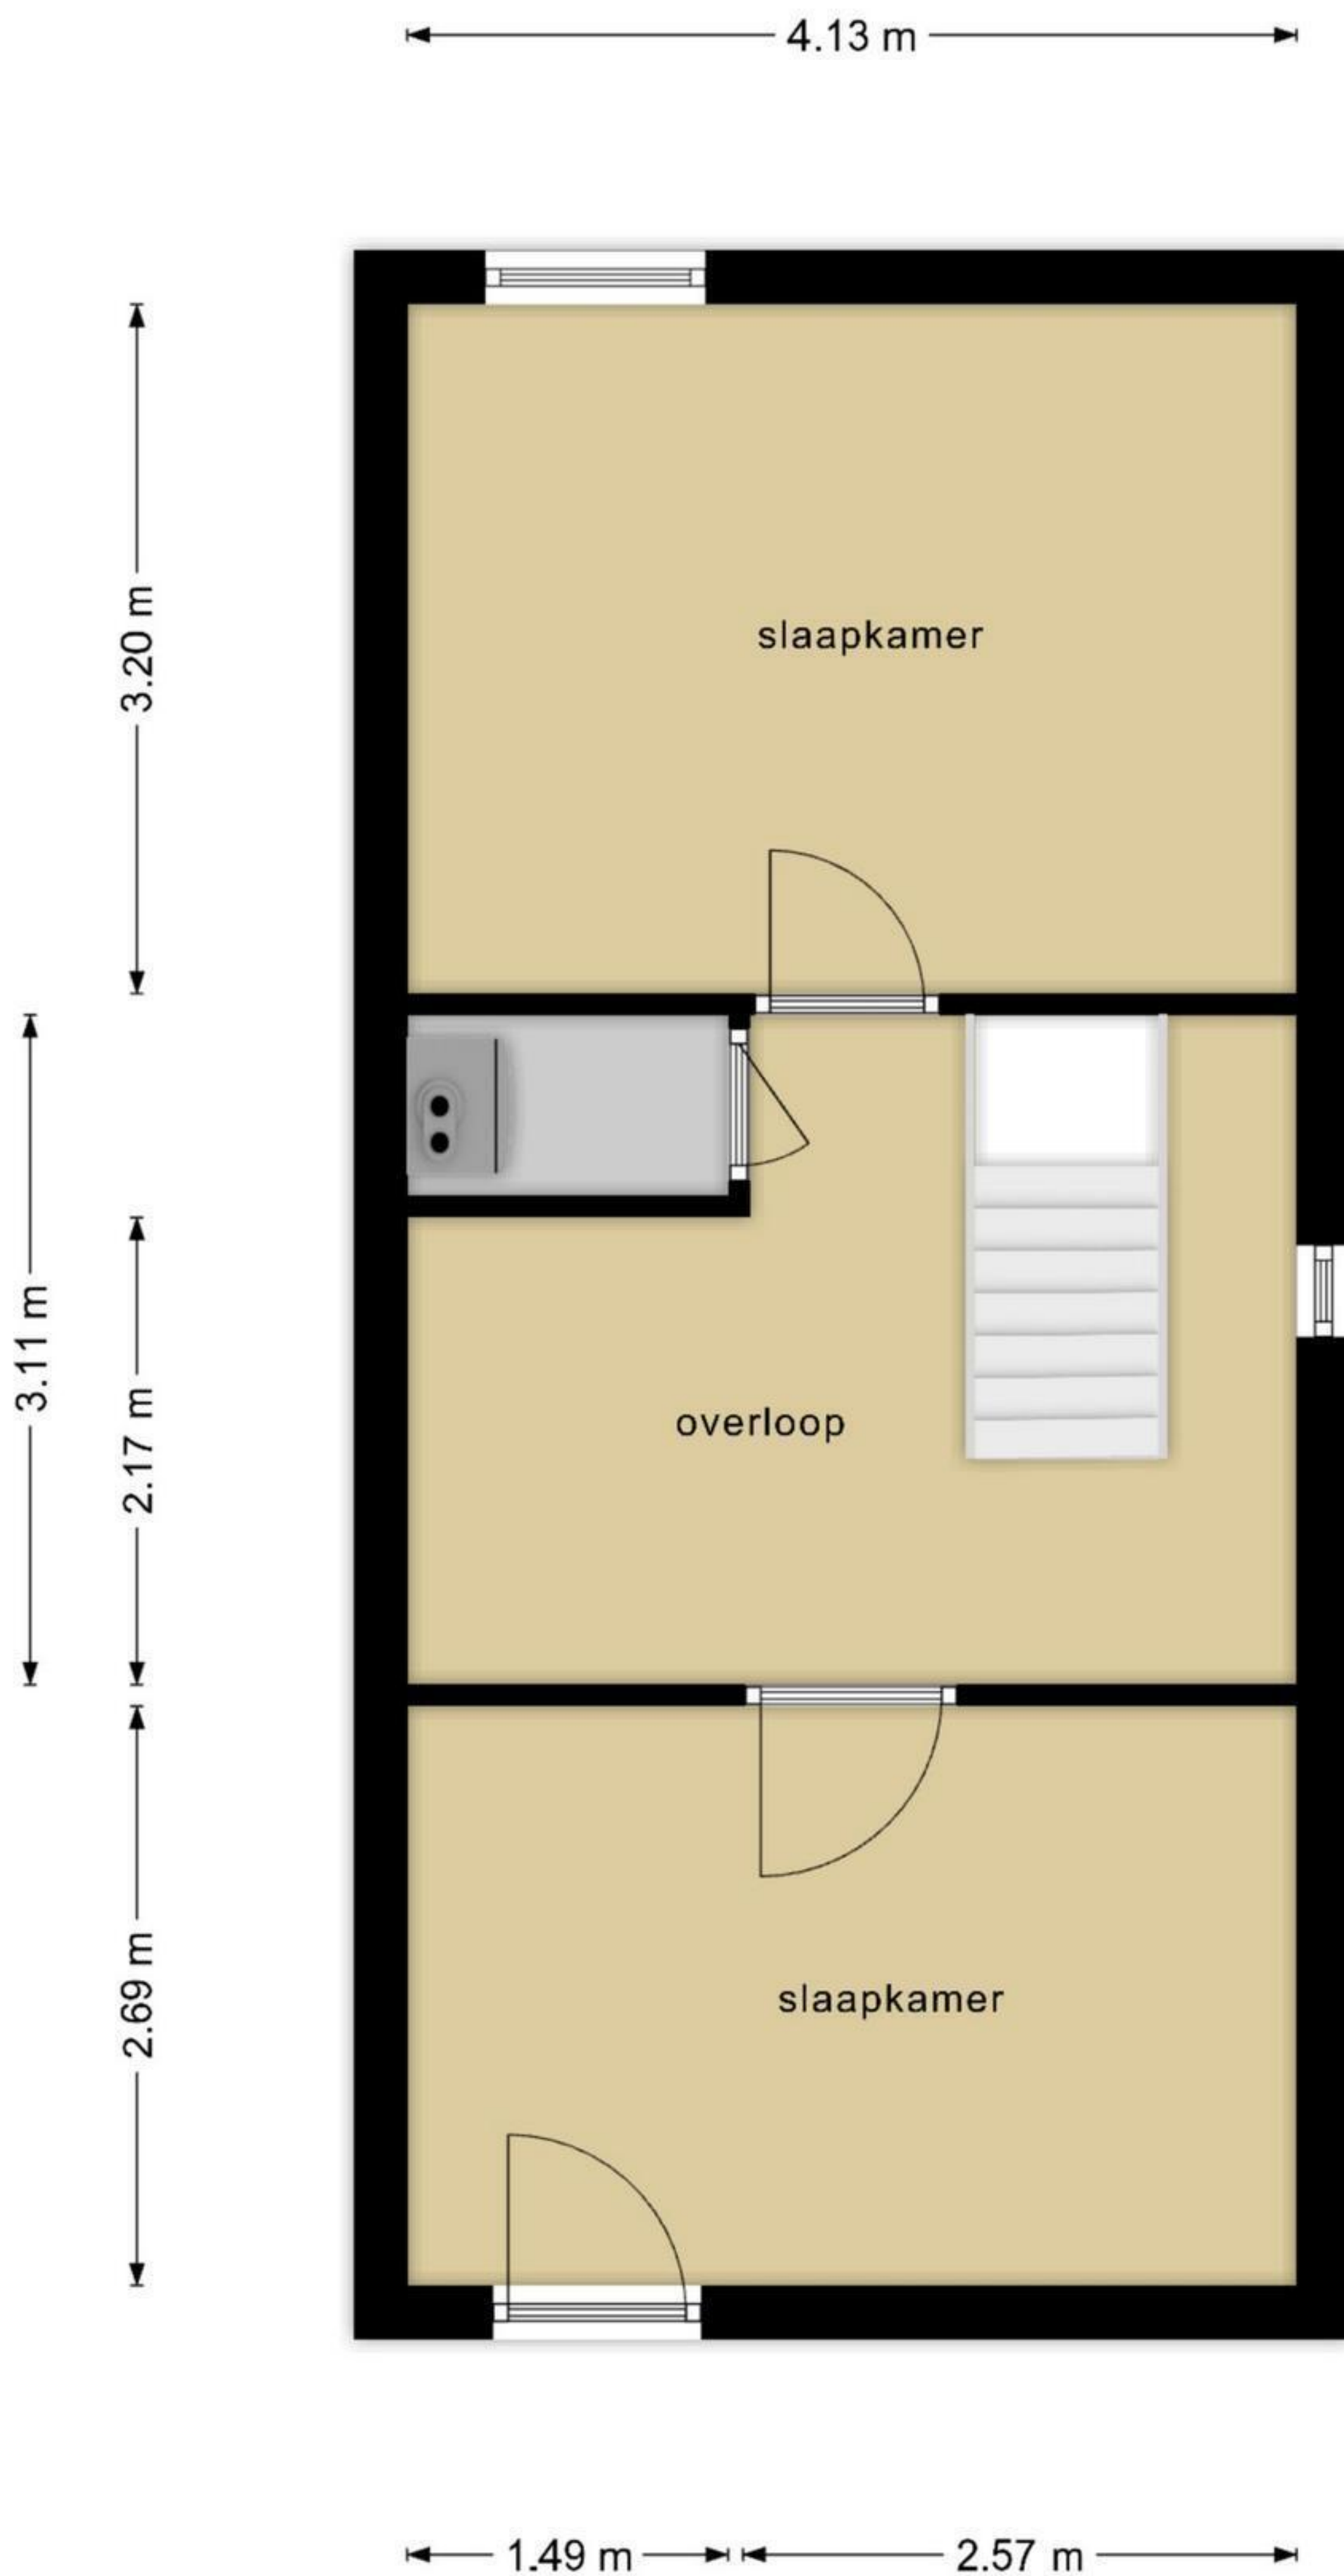 4.13 m
3.20 m
slaapkamer
3.11 m
2.17 m
overloop
2.69 m
slaapkamer
1.49 m
2.57 m